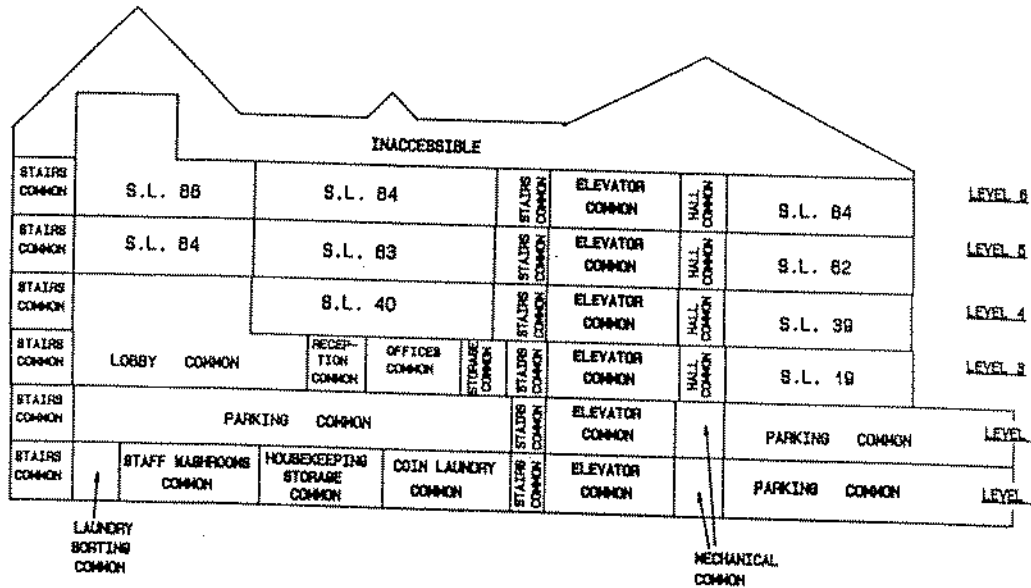 INACCESSIBLE
STAIRS
COMMON
S.L. 86
S.L. 84
STAIRS
COMMON
ELEVATOR
COMMON
HALL
COMMON
S.L. 84
LEVEL 6
STAIRS
COMMON
S.L. 84
S.L. 83
STAIRS
COMMON
ELEVATOR
COMMON
HALL
COMMON
S.L. 62
LEVEL 5
STAIRS
COMMON
S.L. 40
STAIRS
COMMON
ELEVATOR
COMMON
HALL
COMMON
S.L. 39
LEVEL 4
STAIRS
COMMON
LOBBY COMMON
RECEP-
TION
COMMON
OFFICES
COMMON
STORAGE
COMMON
STAIRS
COMMON
ELEVATOR
COMMON
HALL
COMMON
S.L. 19
LEVEL 3
STAIRS
COMMON
PARKING COMMON
STAIRS
COMMON
ELEVATOR
COMMON
PARKING COMMON
LEVEL
STAIRS
COMMON
STAFF WASHROOMS
COMMON
HOUSEKEEPING
STORAGE
COMMON
COIN LAUNDRY
COMMON
STAIRS
COMMON
ELEVATOR
COMMON
PARKING COMMON
LEVEL
LAUNDRY
SORTING
COMMON
MECHANICAL
COMMON